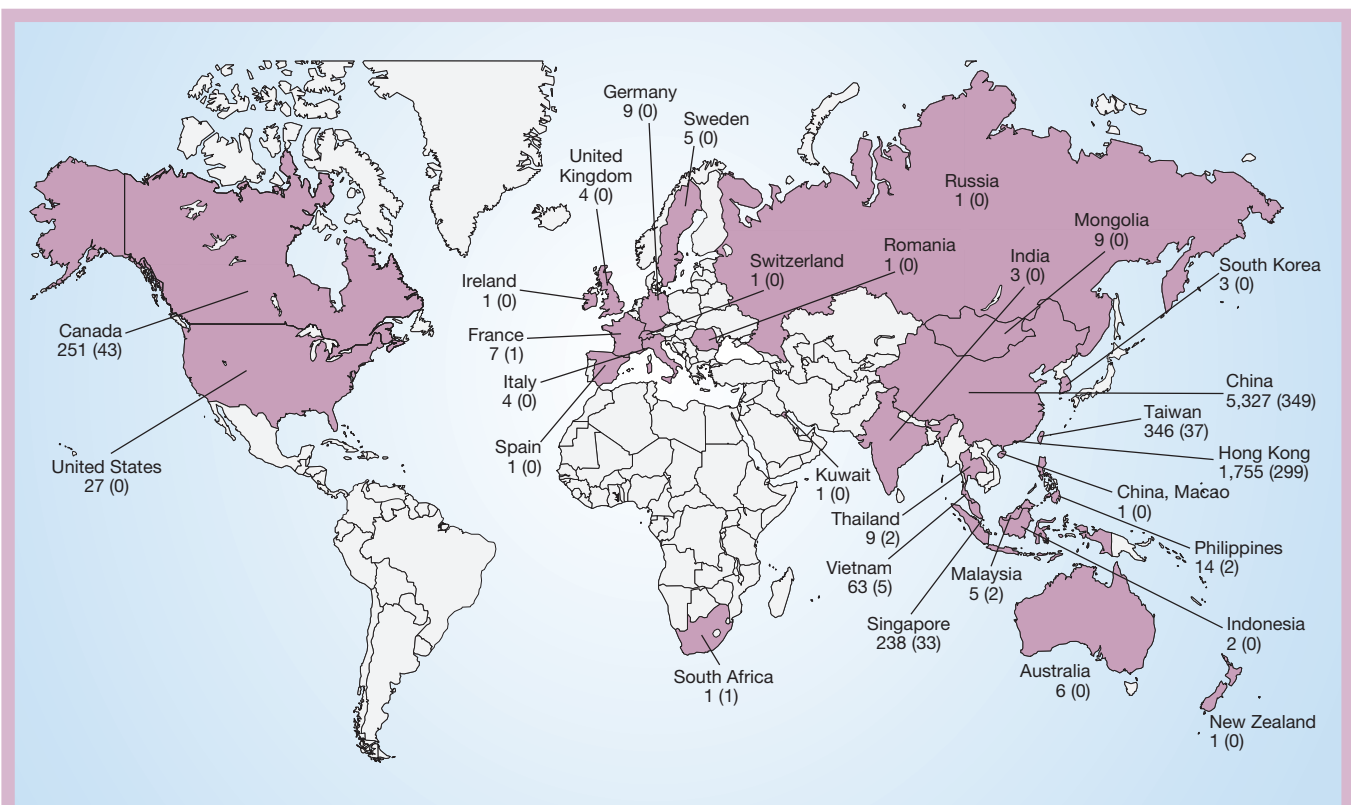 Germany
9 (0)
Sweden
5 (0)
United
Kingdom
4 (0)
Russia
1 (0)
Mongolia
9 (0)
Romania
1 (0)
India
3 (0)
Switzerland
1 (0)
South Korea
3 (0)
Ireland
1 (0)
Canada
251 (43)
France
7 (1)
Italy
4 (0)
China
5,327 (349)
Taiwan
346 (37)
Spain
1 (0)
Hong Kong
1,755 (299)
United States
27 (0)
Kuwait
1 (0)
China, Macao
1 (0)
Thailand
9 (2)
Philippines
14 (2)
Vietnam
63 (5)
Malaysia
5 (2)
Singapore
238 (33)
Indonesia
2 (0)
South Africa
1 (1)
Australia
6 (0)
New Zealand
1 (0)